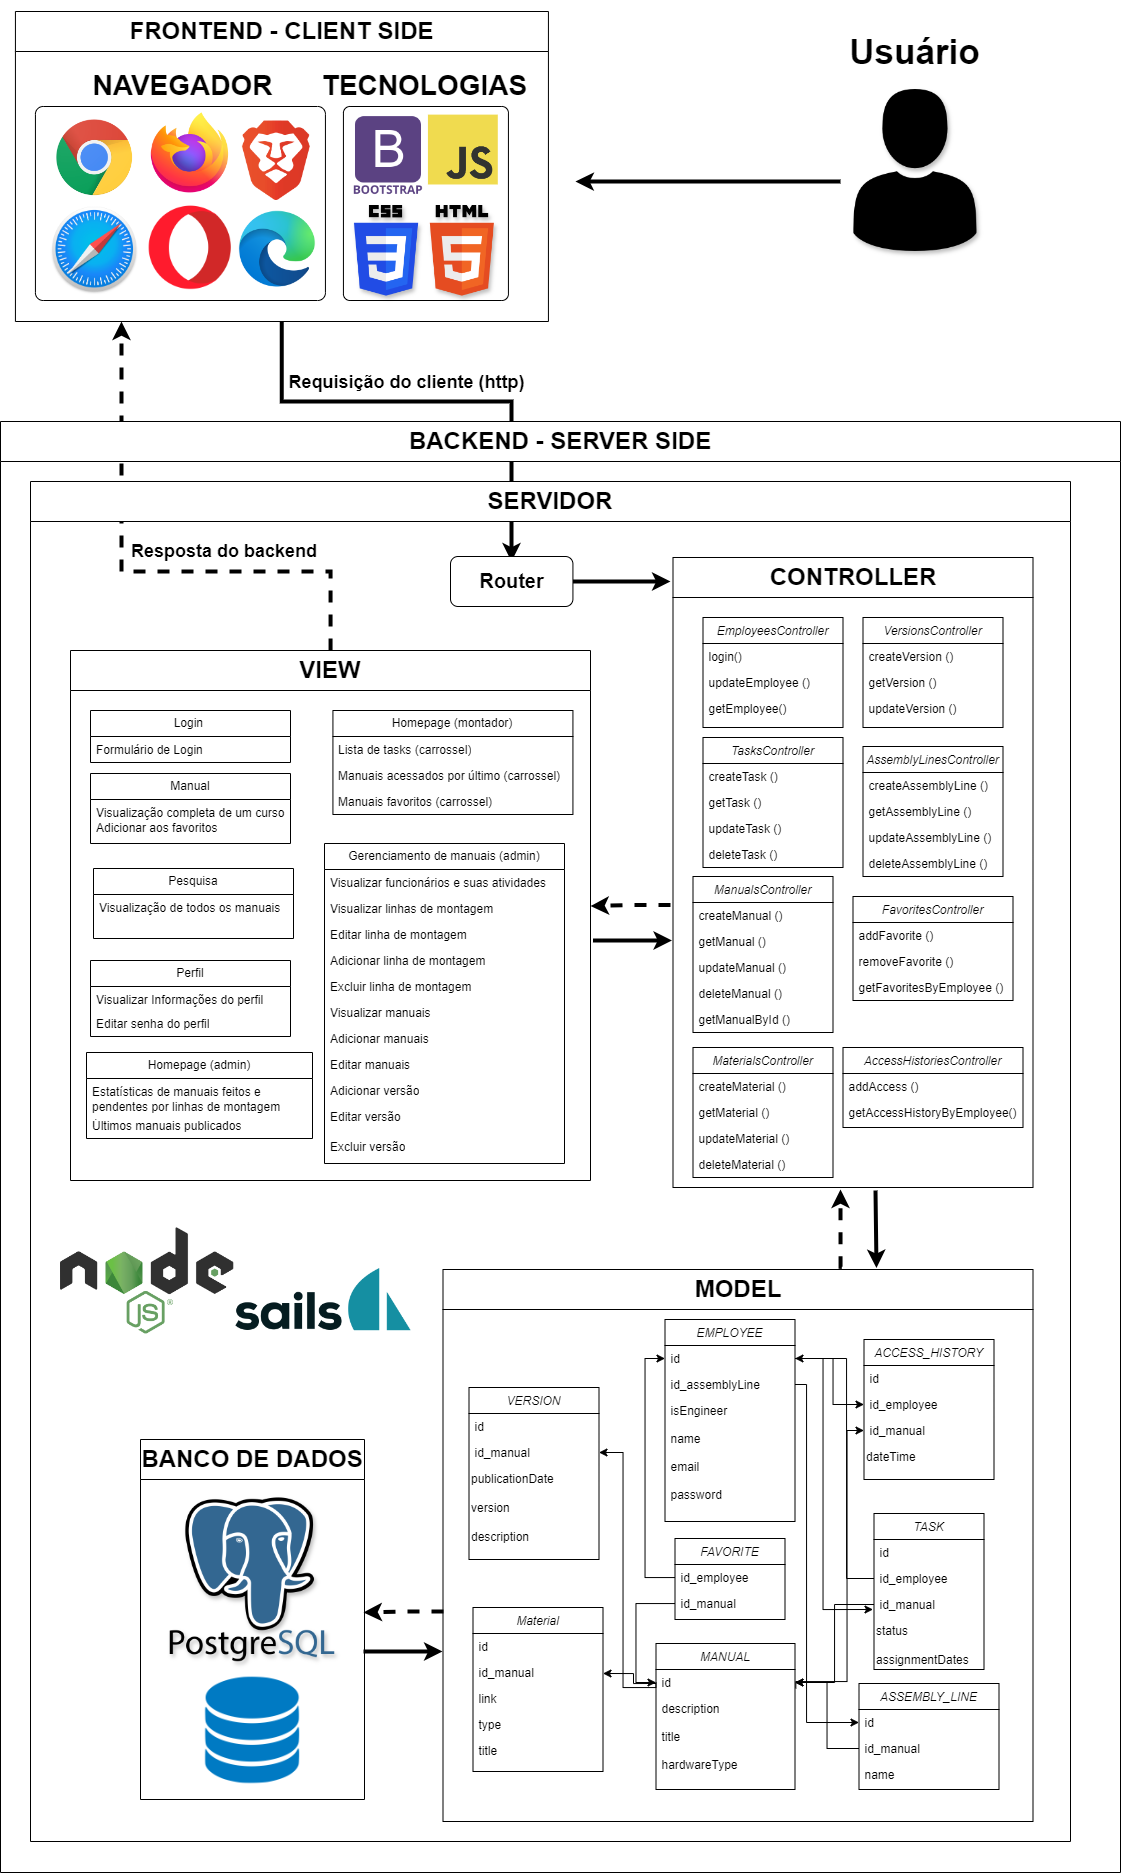 FRONTEND - CLIENT SIDE
NAVEGADOR
TECNOLOGIAS
B
BOOTSTRAP
JS
CSS
3
HTML
5
Usuário
Requisição do cliente (http)
BACKEND - SERVER SIDE
SERVIDOR
Resposta do backend
Router
VIEW
Login
Formulário de Login
Manual
Visualização completa de um curso
Adicionar aos favoritos
Pesquisa
Visualização de todos os manuais
Perfil
Visualizar Informações do perfil
Editar senha do perfil
Homepage (admin)
Estatísticas de manuais feitos e
pendentes por linhas de montagem
Últimos manuais publicados
Homepage (montador)
Lista de tasks (carrossel)
Manuais acessados por último (carrossel)
Manuais favoritos (carrossel)
Gerenciamento de manuais (admin)
Visualizar funcionários e suas atividades
Visualizar linhas de montagem
Editar linha de montagem
Adicionar linha de montagem
Excluir linha de montagem
Visualizar manuais
Adicionar manuais
Editar manuais
Adicionar versão
Editar versão
Excluir versão
CONTROLLER
EmployeesController
login()
updateEmployee ()
getEmployee()
VersionsController
createVersion ()
getVersion ()
updateVersion ()
TasksController
createTask ()
getTask ()
updateTask ()
deleteTask ()
AssemblyLinesController
createAssemblyLine ()
getAssemblyLine ()
updateAssemblyLine ()
deleteAssemblyLine ()
ManualsController
createManual ()
getManual ()
updateManual ()
deleteManual ()
getManualById ()
FavoritesController
addFavorite ()
removeFavorite ()
getFavoritesByEmployee ()
MaterialsController
createMaterial ()
getMaterial ()
updateMaterial ()
deleteMaterial ()
AccessHistoriesController
addAccess ()
getAccessHistoryByEmployee()
node
JS
®
sails
MODEL
VERSION
id
id_manual
publicationDate
version
description
EMPLOYEE
id
id_assemblyLine
isEngineer
name
email
password
ACCESS_HISTORY
id
id_employee
id_manual
dateTime
FAVORITE
id_employee
id_manual
TASK
id
id_employee
id_manual
status
assignmentDates
Material
id
id_manual
link
type
title
MANUAL
id
description
title
hardwareType
ASSEMBLY_LINE
id
id_manual
name
BANCO DE DADOS
PostgreSQL